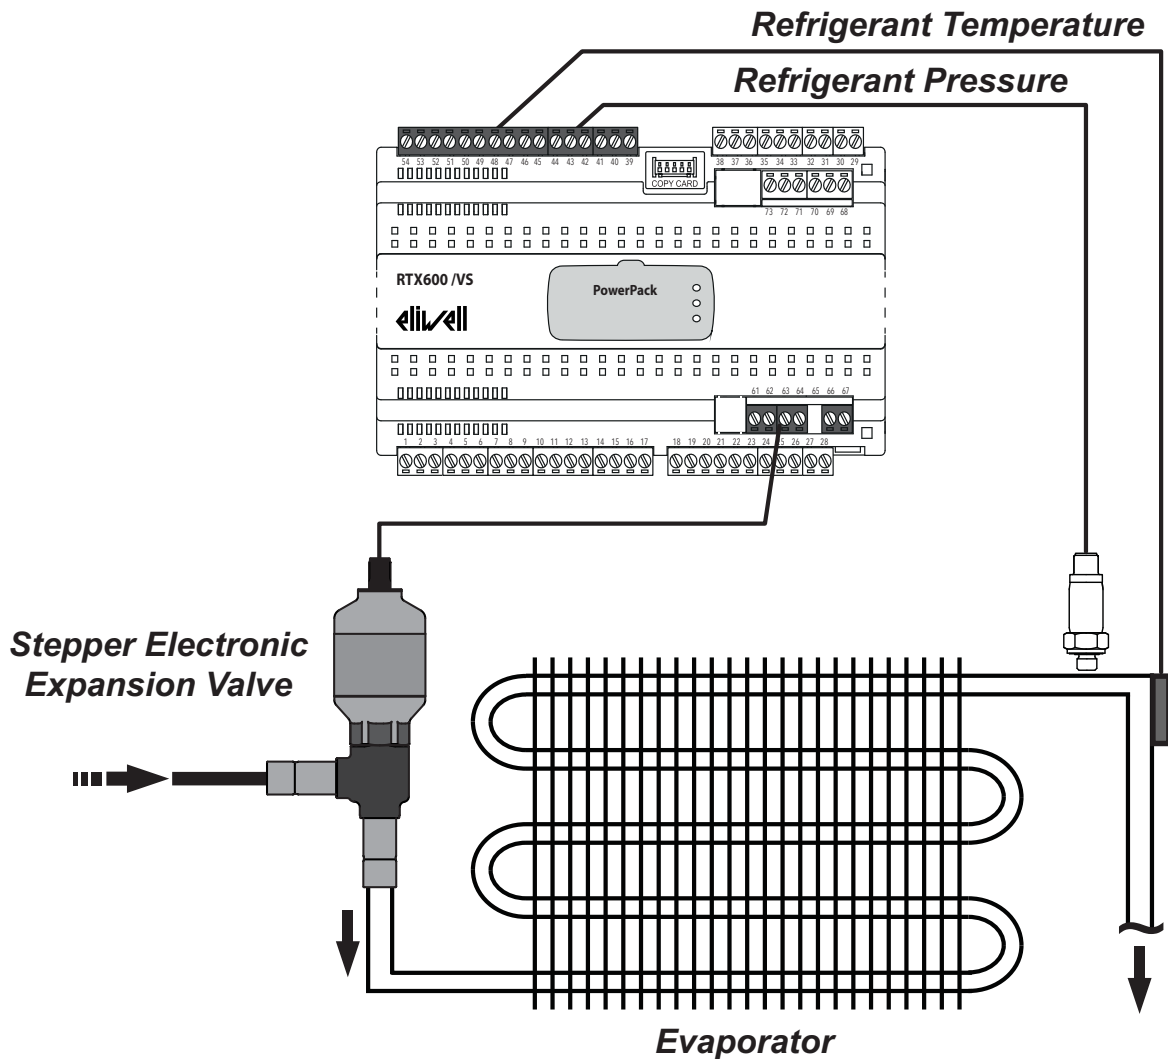 Refrigerant Temperature
Refrigerant Pressure
54 53 52 51 50 49 48 47 46 45 44 43 42 41 40 39
38 37 36 35 34 33 32 31 30 29
COPY CARD
73 72 71 70 69 68
RTX600 /VS
PowerPack
eliwell
61 62 63 64 65 66 67
1 2 3 4 5 6 7 8 9 10 11 12 13 14 15 16 17
18 19 20 21 22 23 24 25 26 27 28
Stepper Electronic
Expansion Valve
Evaporator